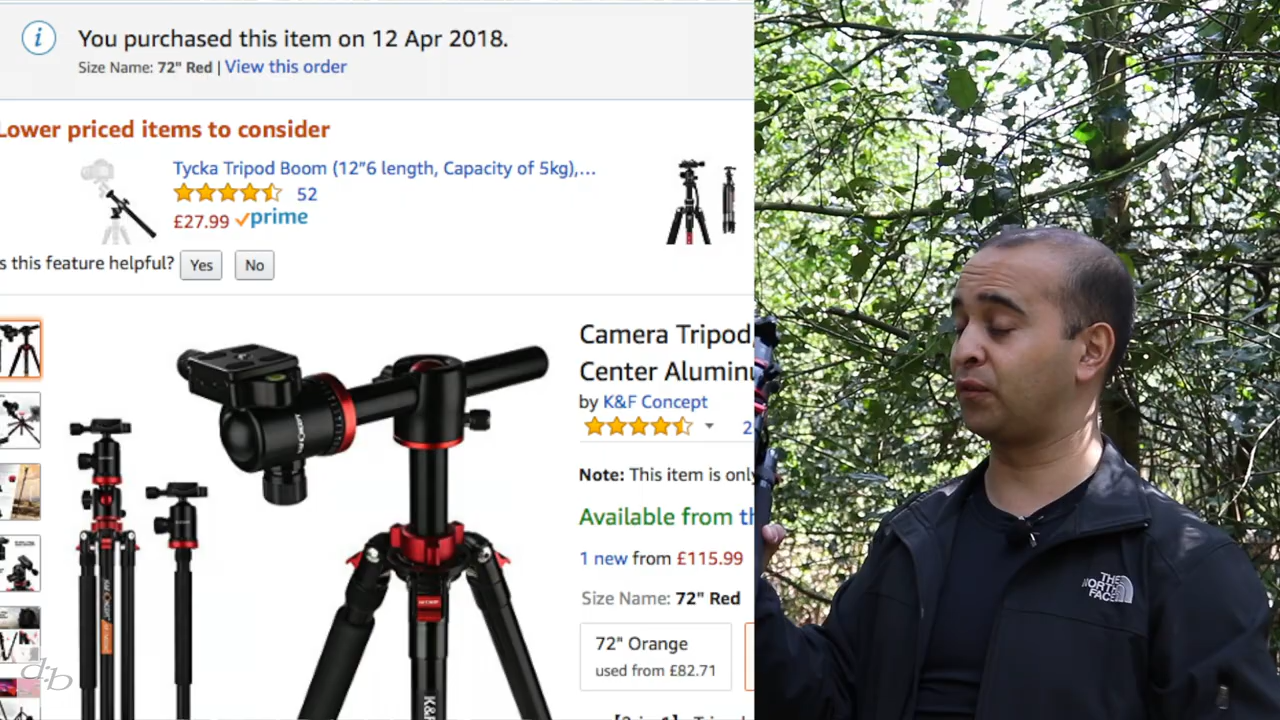 You purchased this item on 12 Apr 2018.
Size Name: 72" Red | View this order
Lower priced items to consider
Tycka Tripod Boom (12"6 length, Capacity of 5kg),...
52
£27.99 prime
s this feature helpful? Yes No
Camera Tripod
Center Aluminu
by K&F Concept
2
Note: This item is only
Available from th
1 new from £115.99
Size Name: 72" Red
72" Orange
used from £82.71
THE
NORTH
FACE
K&F
d:b